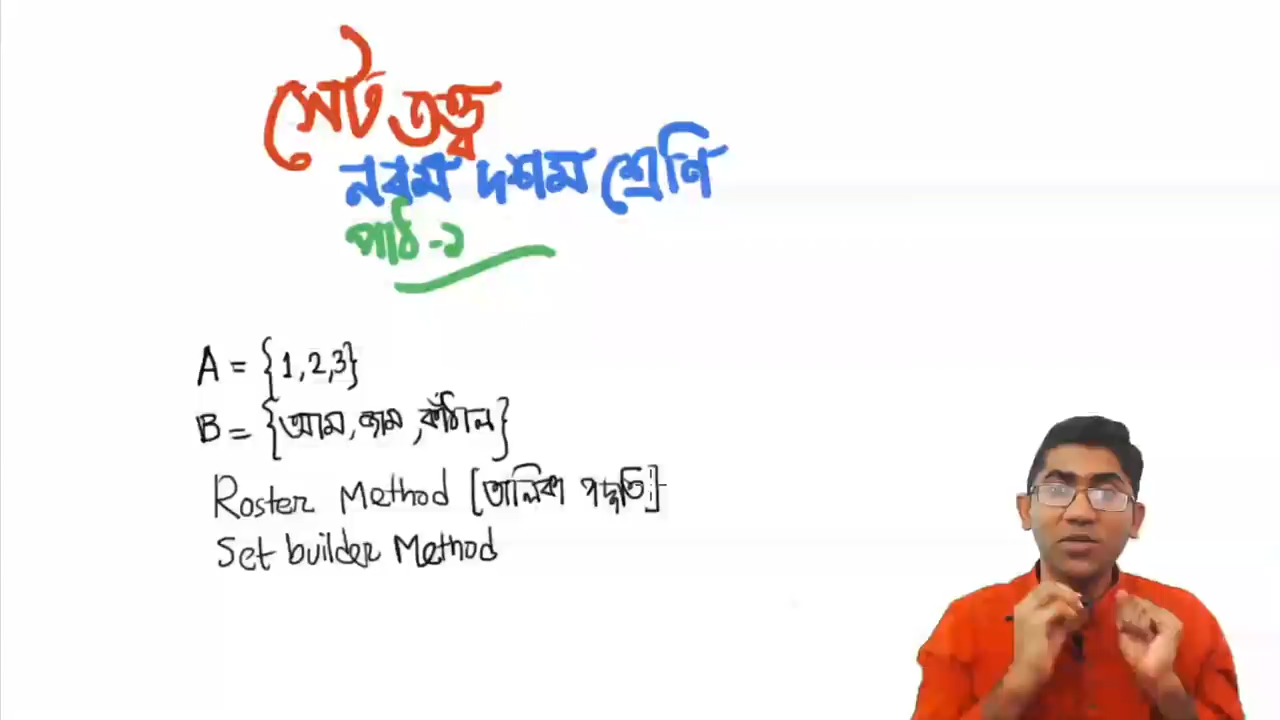 সেট তত্ত্ব
নবম দশম শ্রেণি
পাঠ -১
A = {1, 2, 3}
B = {আম, জাম, কাঁঠাল}
Roster Method [তালিকা পদ্ধতি]
Set builder Method